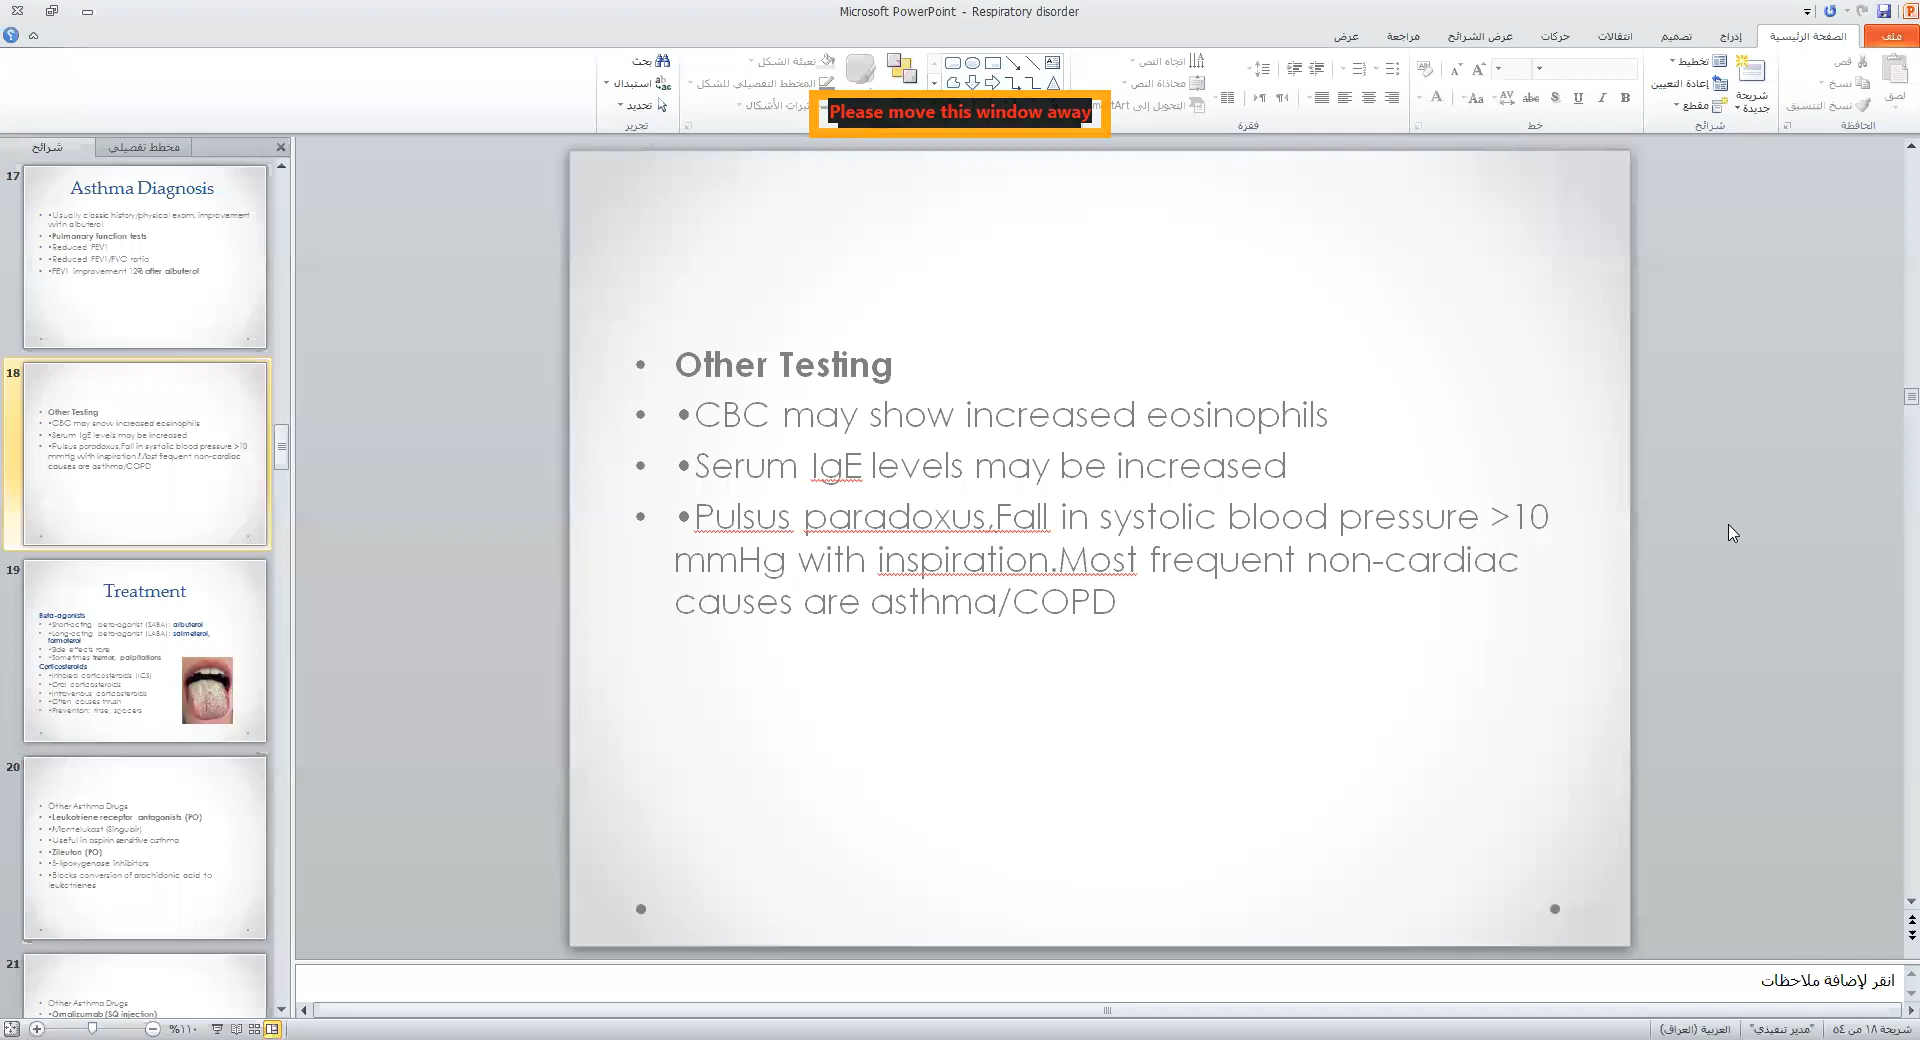 Microsoft PowerPoint - Respiratory disorder
ملف
الصفحة الرئيسية
إدراج
تصميم
انتقالات
حركات
عرض الشرائح
مراجعة
عرض
لصق
قص
نسخ
نسخ التنسيق
الحافظة
شريحة جديدة
تخطيط
إعادة التعيين
مقطع
شرائح
خط
اتجاه النص
محاذاة النص
التحويل إلى
فقرة
تعبئة الشكل
المخطط التفصيلي للشكل
بحث
استبدال
تحديد
تحرير
Please move this window away
شرائح
مخطط تفصيلي
17
Asthma Diagnosis
• •Usually classic history/physical exam, improvement
with albuterol
• •Pulmonary function tests
• •Reduced FEV1
• •Reduced FEV1/FVC ratio
• •FEV1 improvement 12% after albuterol
18
• Other Testing
• •CBC may show increased eosinophils
• •Serum IgE levels may be increased
• •Pulsus paradoxus,Fall in systolic blood pressure >10
mmHg with inspiration.Most frequent non-cardiac
causes are asthma/COPD
19
Treatment
Beta-agonists
• •Short-acting beta-agonist (SABA): albuterol
• •Long-acting beta-agonist (LABA): salmeterol,
formoterol
• •Side effects rare
• •Sometimes tremor, palpitations
Corticosteroids
• •Inhaled corticosteroids (ICS)
• •Oral corticosteroids
• •Intravenous corticosteroids
• •Often causes thrush
• •Prevention: rinse, spacers
20
• Other Asthma Drugs
• •Leukotriene receptor antagonists (PO)
• •Montelukast (Singulair)
• •Useful in aspirin sensitive asthma
• •Zileuton (PO)
• •5-lipoxygenase inhibitors
• •Blocks conversion of arachidonic acid to
leukotrienes
21
• Other Asthma Drugs
• •Omalizumab (SQ injection)
• Other Testing
• •CBC may show increased eosinophils
• •Serum IgE levels may be increased
• •Pulsus paradoxus,Fall in systolic blood pressure >10
mmHg with inspiration.Most frequent non-cardiac
causes are asthma/COPD
انقر لإضافة ملاحظات
شريحة ١٨ من ٥٤
"مدير تنفيذي"
العربية (العراق)
%١١٠